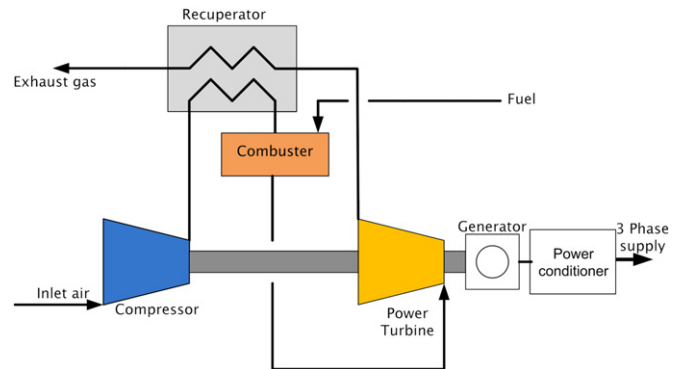 Recuperator
Exhaust gas
Fuel
Combuster
Generator
3 Phase
supply
Power
conditioner
Inlet air
Compressor
Power
Turbine